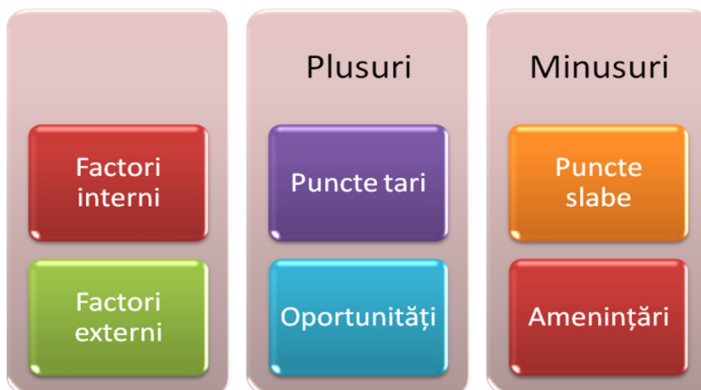 Plusuri
Minusuri
Factori
interni
Puncte tari
Puncte
slabe
Factori
externi
Oportunități
Amenințări